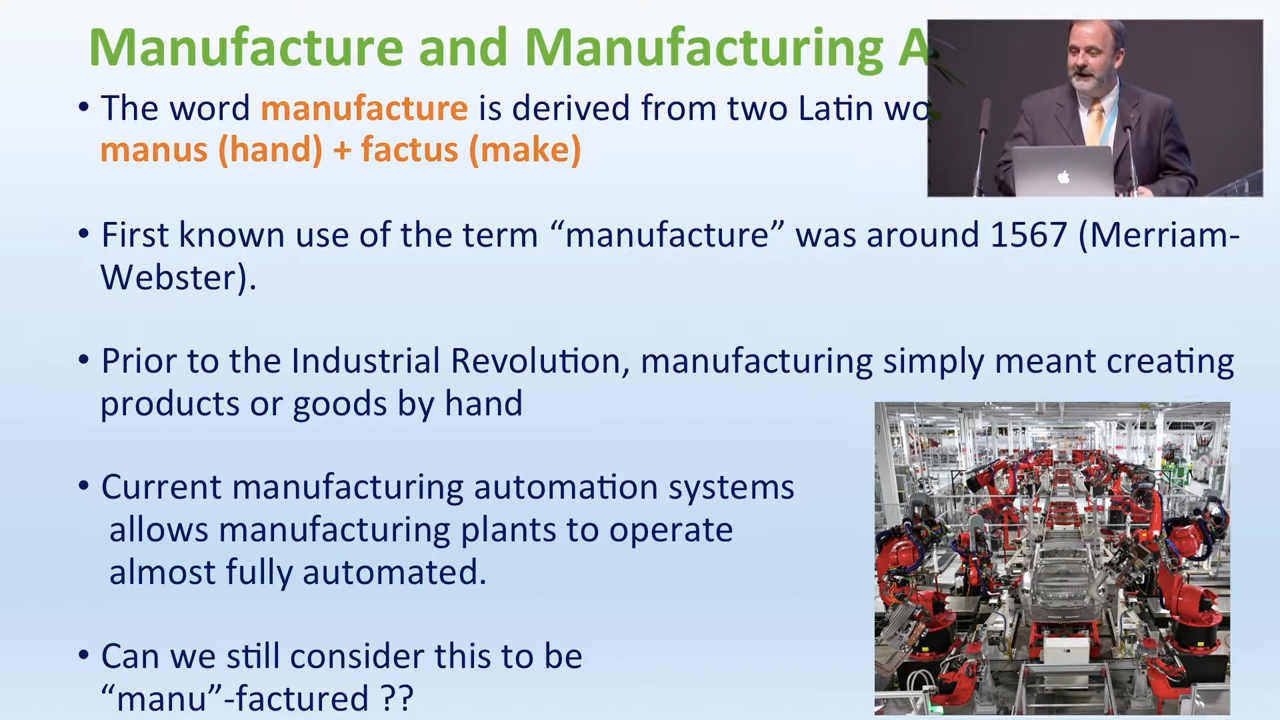 Manufacture and Manufacturing A
• The word manufacture is derived from two Latin wo
manus (hand) + factus (make)
• First known use of the term “manufacture” was around 1567 (Merriam-
Webster).
• Prior to the Industrial Revolution, manufacturing simply meant creating
products or goods by hand
• Current manufacturing automation systems
allows manufacturing plants to operate
almost fully automated.
• Can we still consider this to be
“manu”-factured ??